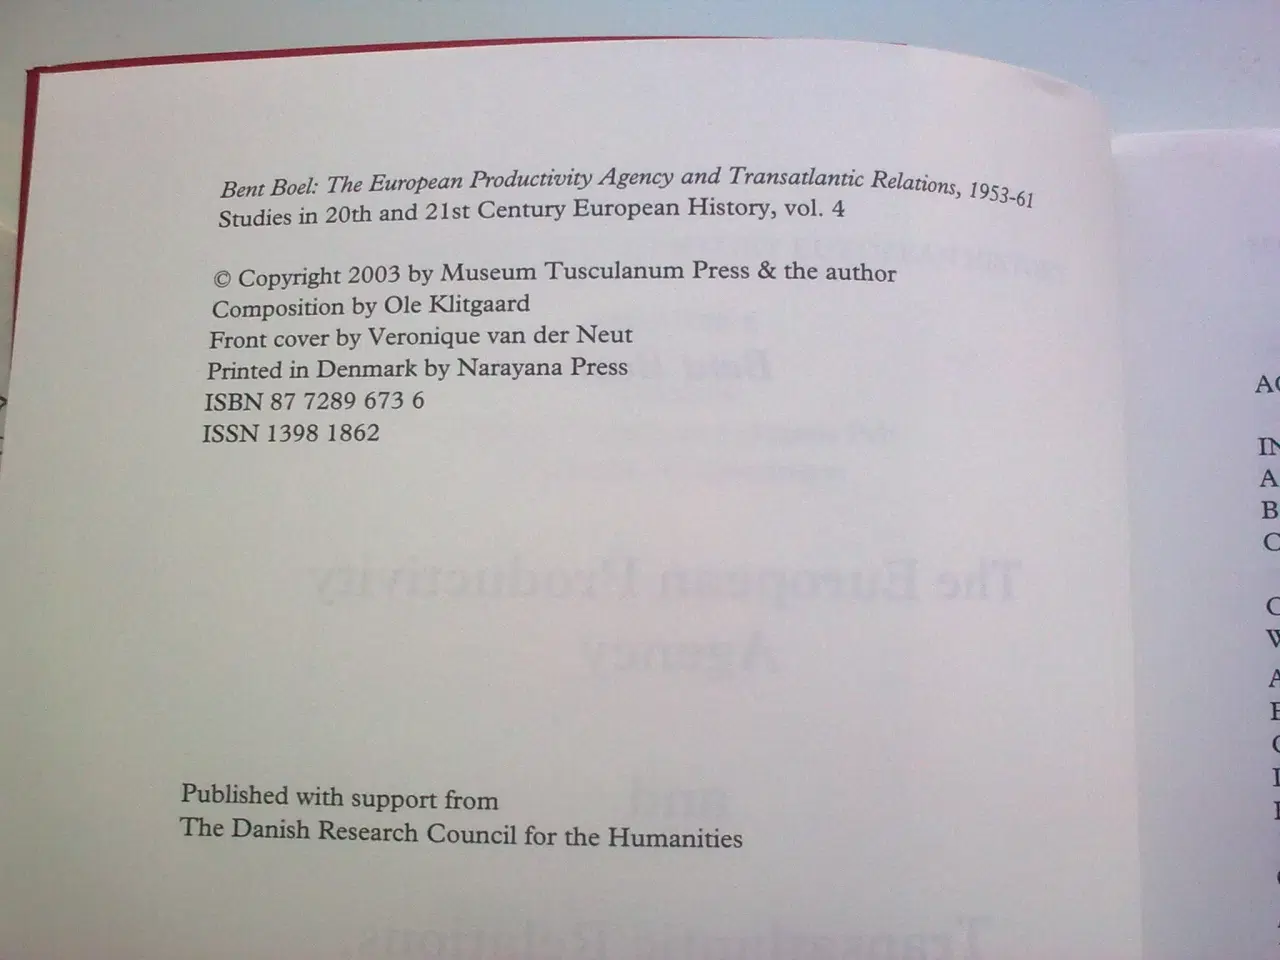 Bent Boel: The European Productivity Agency and Transatlantic Relations, 1953-61
Studies in 20th and 21st Century European History, vol. 4
© Copyright 2003 by Museum Tusculanum Press & the author
Composition by Ole Klitgaard
Front cover by Veronique van der Neut
Printed in Denmark by Narayana Press
ISBN 87 7289 673 6
ISSN 1398 1862
Published with support from
The Danish Research Council for the Humanities